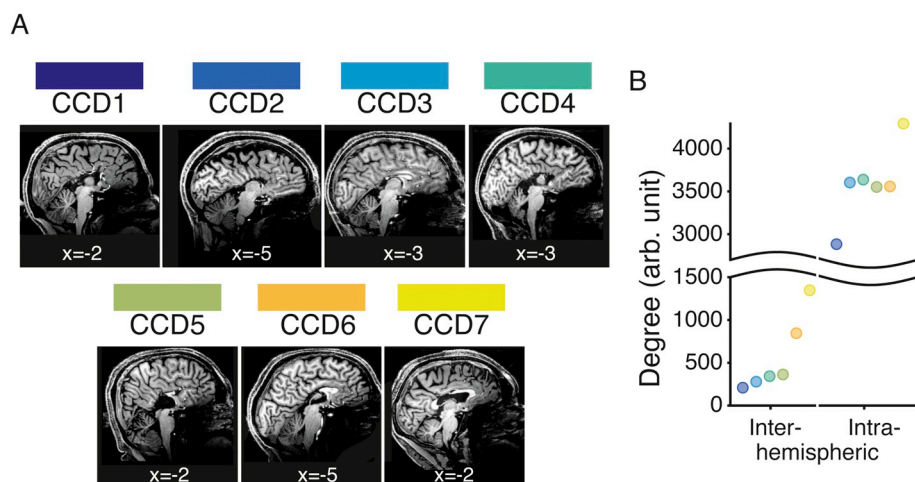 A
CCD1 CCD2 CCD3 CCD4
x=-2 x=-5 x=-3 x=-3
CCD5 CCD6 CCD7
x=-2 x=-5 x=-2
B
Degree (arb. unit)
4000
3500
3000
1500
1000
500
0
Inter- Intra-
hemispheric